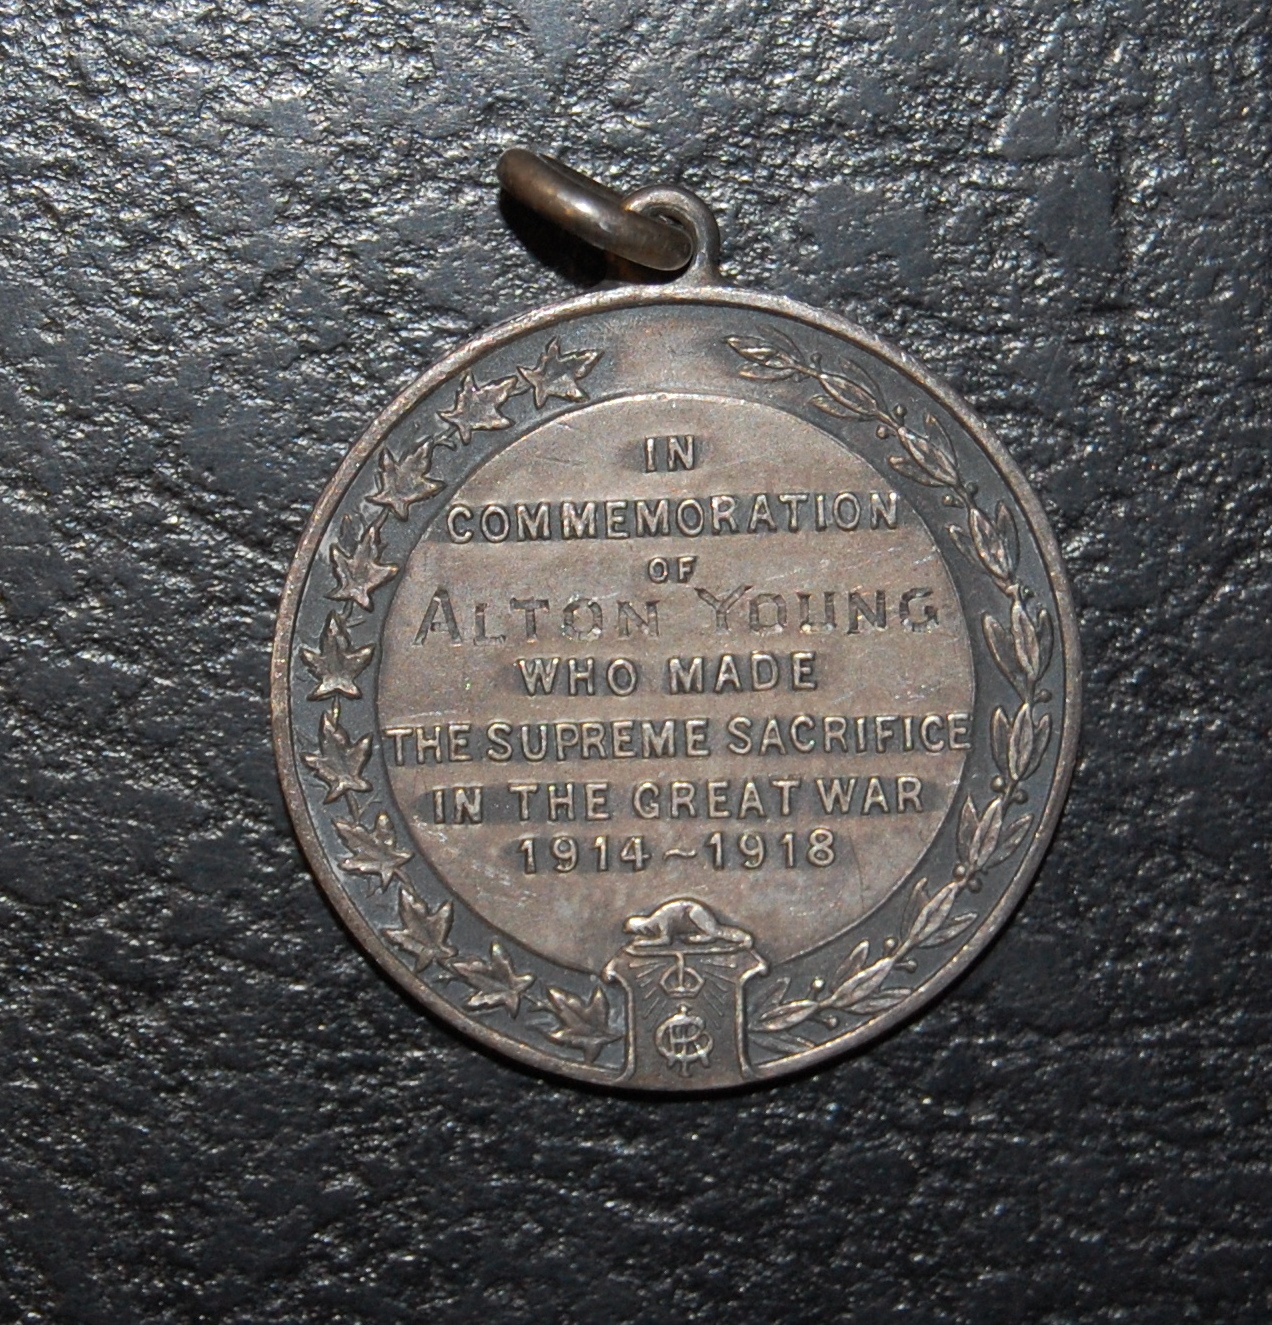 IN
COMMEMORATION
OF
ALTON YOUNG
WHO MADE
THE SUPREME SACRIFICE
IN THE GREAT WAR
1914~1918